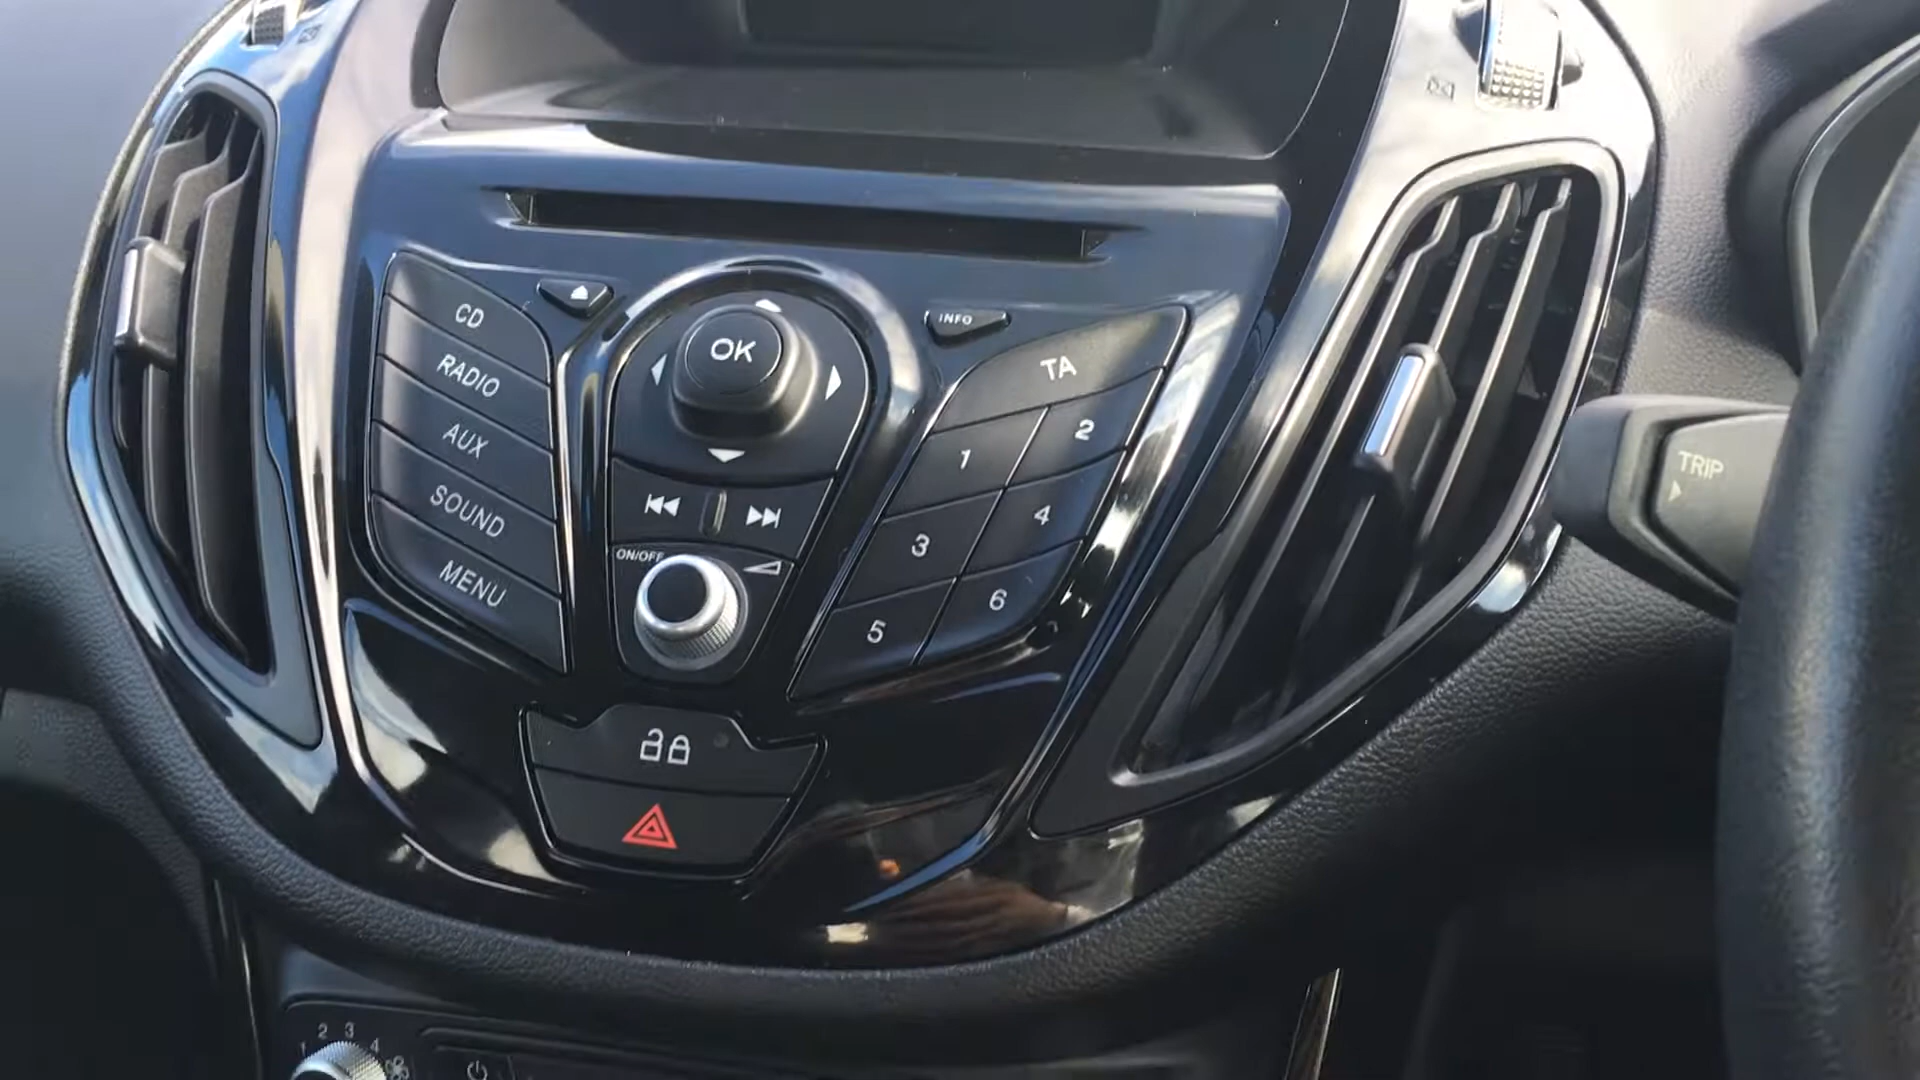 CD
RADIO
AUX
SOUND
MENU
OK
ON/OFF
INFO
TA
1
2
3
4
5
6
TRIP
1 2 3 4